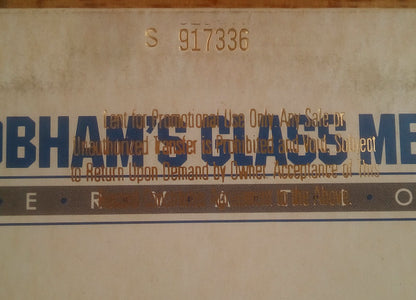 S 917336
Lent for Promotional Use Only. Any Sale or
OBHAM'S GLASS ME
Unauthorized Transfer is Prohibited and Void. Subject
to Return Upon Demand by Owner. Acceptance of This
E R V A T O